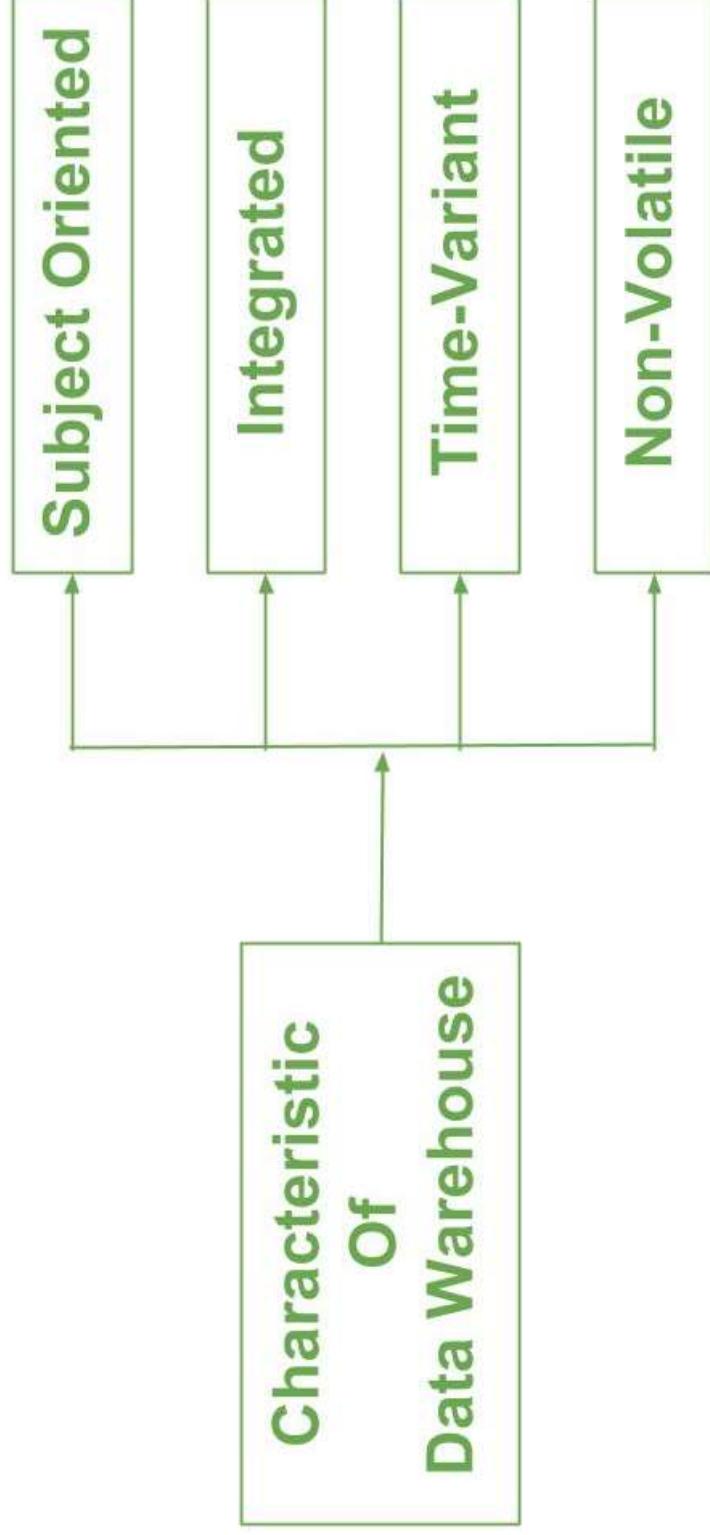 Characteristic
Of
Data Warehouse
Subject Oriented
Integrated
Time-Variant
Non-Volatile